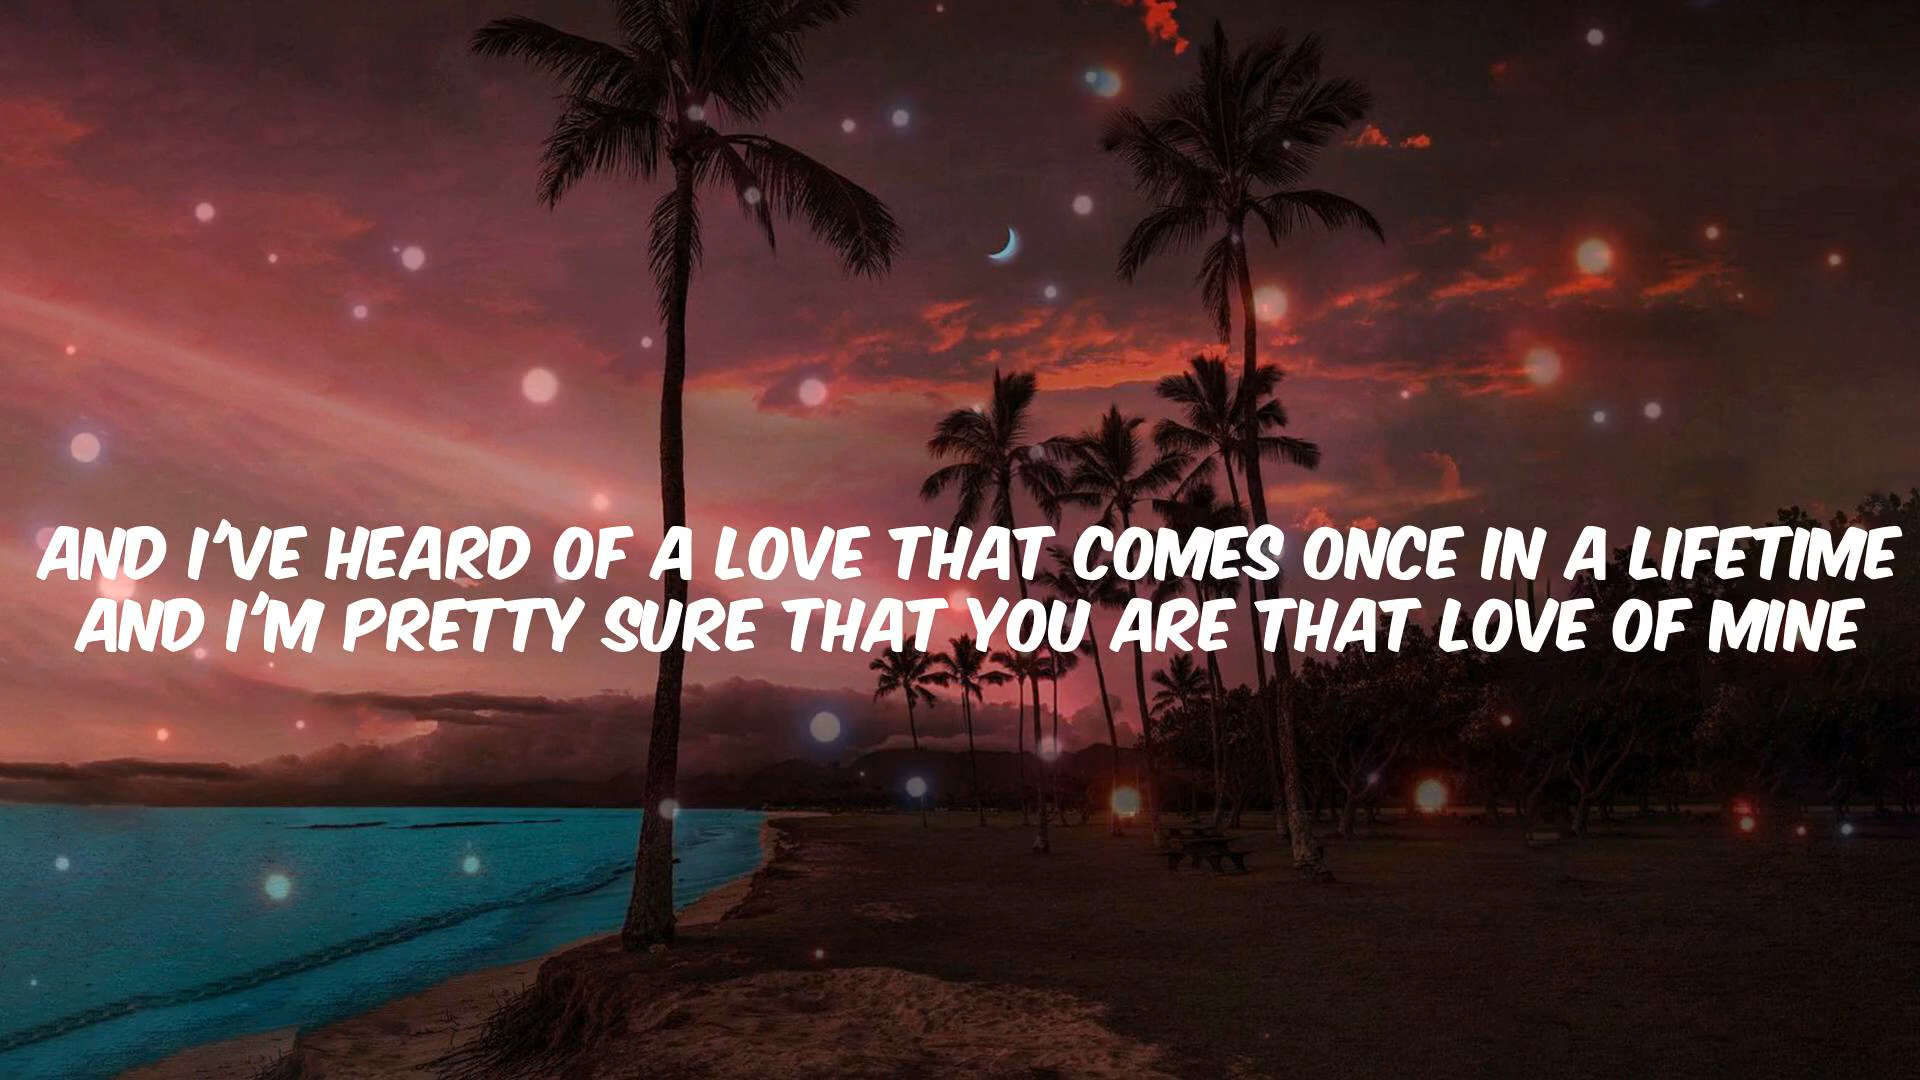 AND I'VE HEARD OF A LOVE THAT COMES ONCE IN A LIFETIME
AND I'M PRETTY SURE THAT YOU ARE THAT LOVE OF MINE